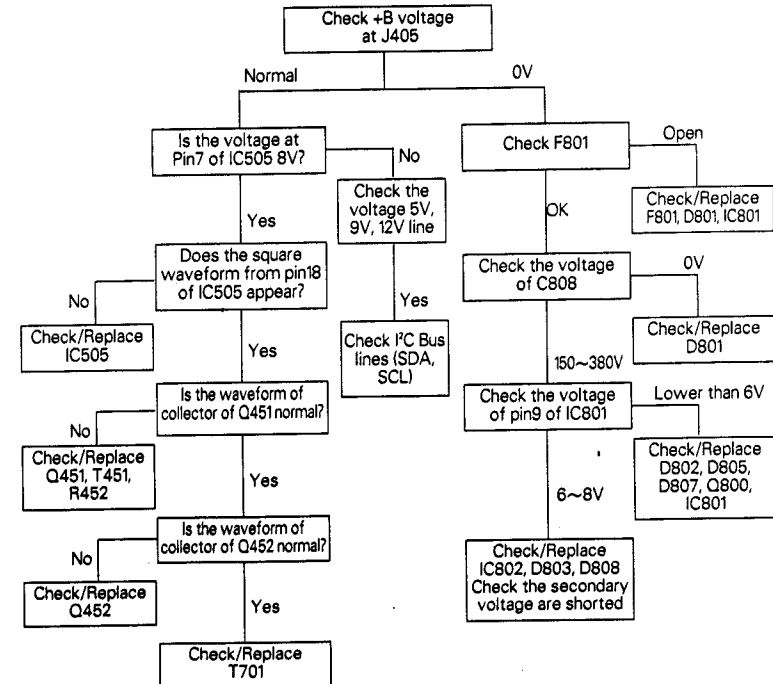 Check +B voltage
at J405
Normal
0V
Is the voltage at
Pin7 of IC505 8V?
No
Check the
voltage 5V,
9V, 12V line
Yes
Check I²C Bus
lines (SDA,
SCL)
Yes
Does the square
waveform from pin18
of IC505 appear?
No
Check/Replace
IC505
Yes
Is the waveform of
collector of Q451 normal?
No
Check/Replace
Q451, T451,
R452
Yes
Is the waveform of
collector of Q452 normal?
No
Check/Replace
Q452
Yes
Check/Replace
T701
Check F801
Open
Check/Replace
F801, D801, IC801
OK
Check the voltage
of C808
0V
Check/Replace
D801
150~380V
Check the voltage
of pin9 of IC801
Lower than 6V
Check/Replace
D802, D805,
D807, Q800,
IC801
6~8V
Check/Replace
IC802, D803, D808
Check the secondary
voltage are shorted